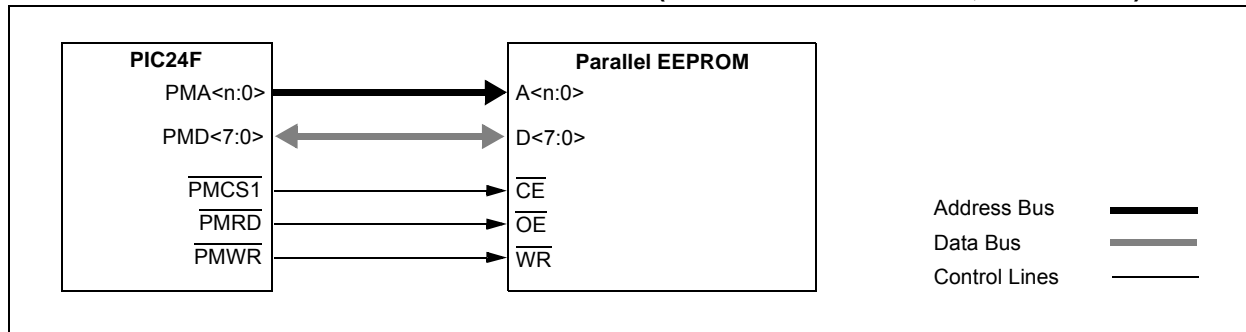 PIC24F
PMA<n:0>
PMD<7:0>
PMCS1
PMRD
PMWR
Parallel EEPROM
A<n:0>
D<7:0>
CE
OE
WR
Address Bus
Data Bus
Control Lines